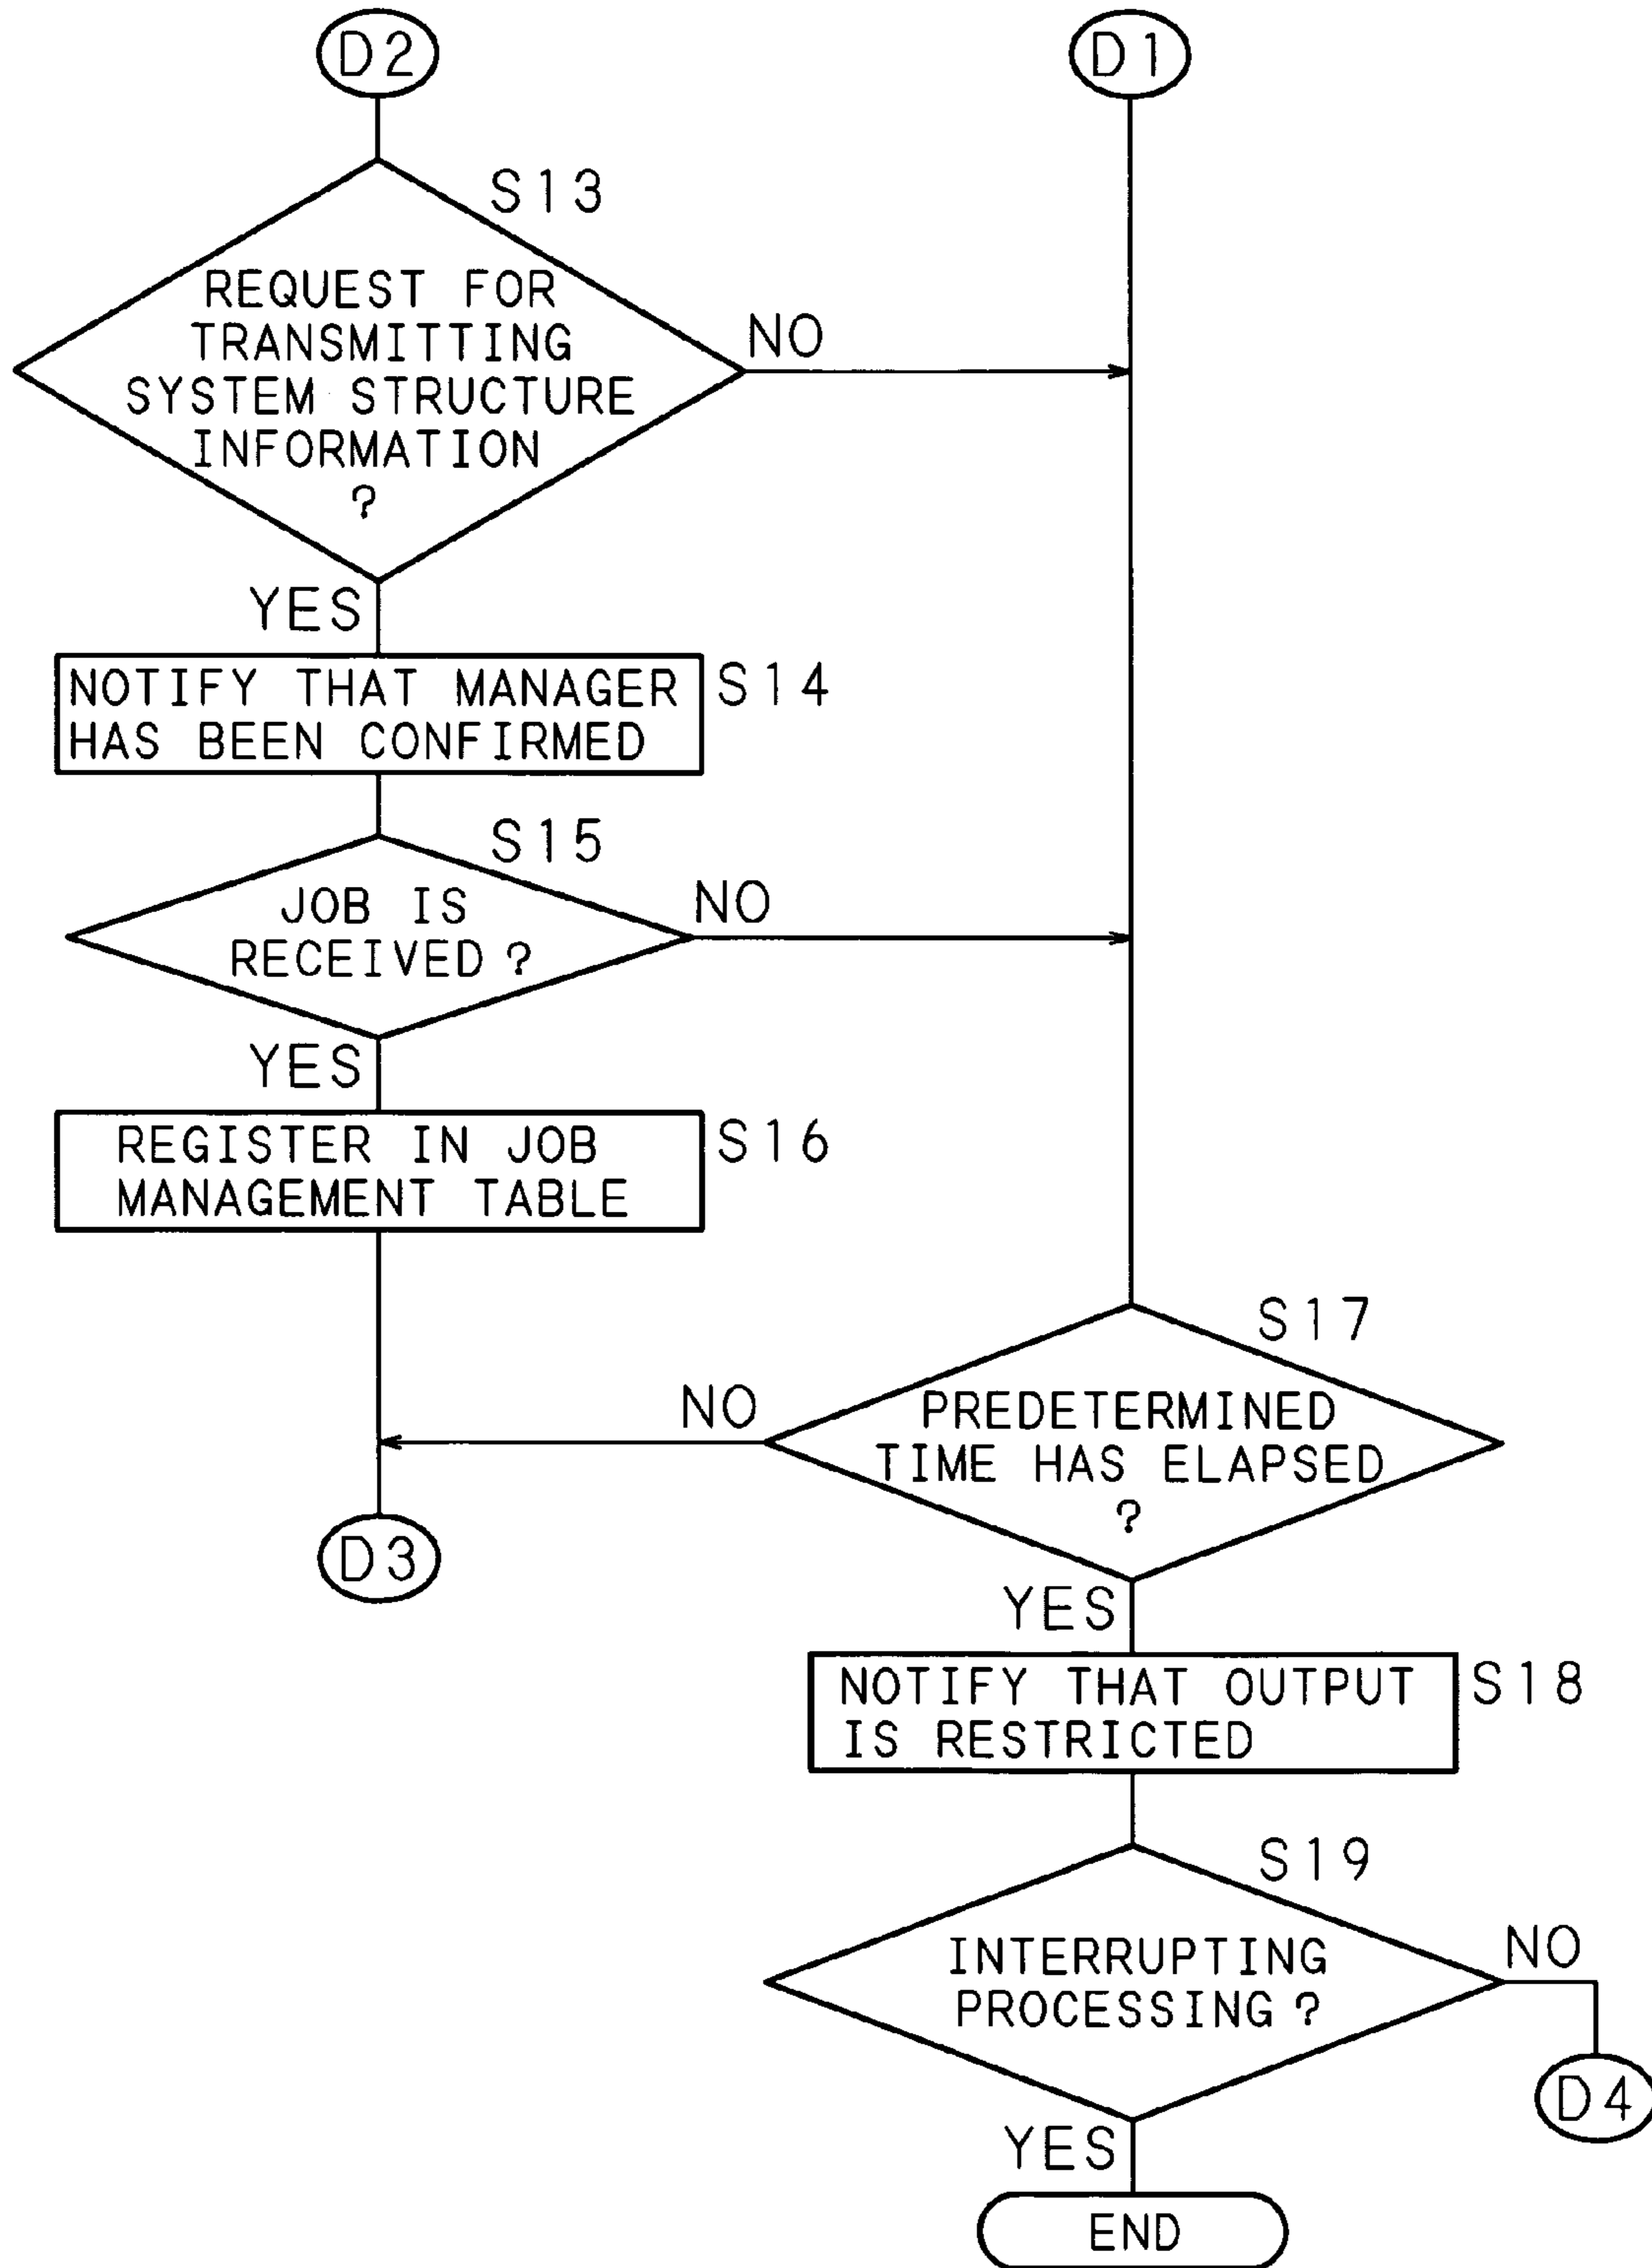 D2
D1
S13
REQUEST FOR
TRANSMITTING
SYSTEM STRUCTURE
INFORMATION
?
NO
YES
NOTIFY THAT MANAGER
HAS BEEN CONFIRMED
S14
S15
JOB IS
RECEIVED ?
NO
YES
REGISTER IN JOB
MANAGEMENT TABLE
S16
S17
PREDETERMINED
TIME HAS ELAPSED
?
NO
D3
YES
NOTIFY THAT OUTPUT
IS RESTRICTED
S18
S19
INTERRUPTING
PROCESSING ?
NO
D4
YES
END